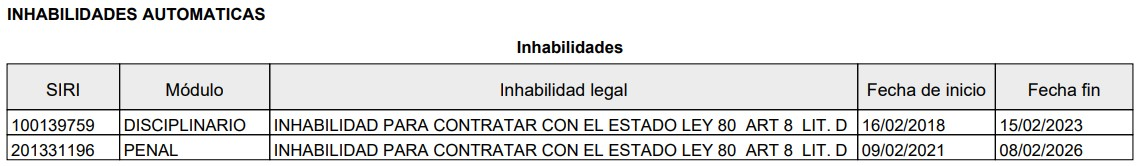 INHABILIDADES AUTOMATICAS
Inhabilidades
SIRI Módulo Inhabilidad legal Fecha de inicio Fecha fin
100139759 DISCIPLINARIO INHABILIDAD PARA CONTRATAR CON EL ESTADO LEY 80 ART 8 LIT. D 16/02/2018 15/02/2023
201331196 PENAL INHABILIDAD PARA CONTRATAR CON EL ESTADO LEY 80 ART 8 LIT. D 09/02/2021 08/02/2026